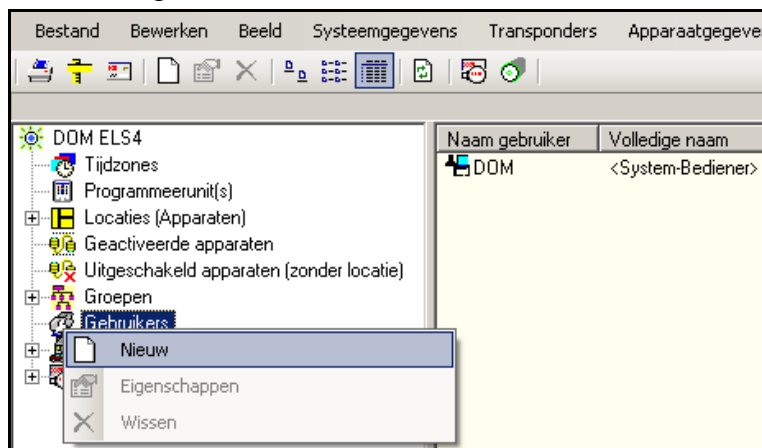 Bestand Bewerken Beeld Systeemgegevens Transponders Apparaatgegeve
Naam gebruiker Volledige naam
DOM <System-Bediener>
DOM ELS4
Tijdzones
Programmeerunit(s)
Locaties (Apparaten)
Geactiveerde apparaten
Uitgeschakeld apparaten (zonder locatie)
Groepen
Gebruikers
Nieuw
Eigenschappen
Wissen